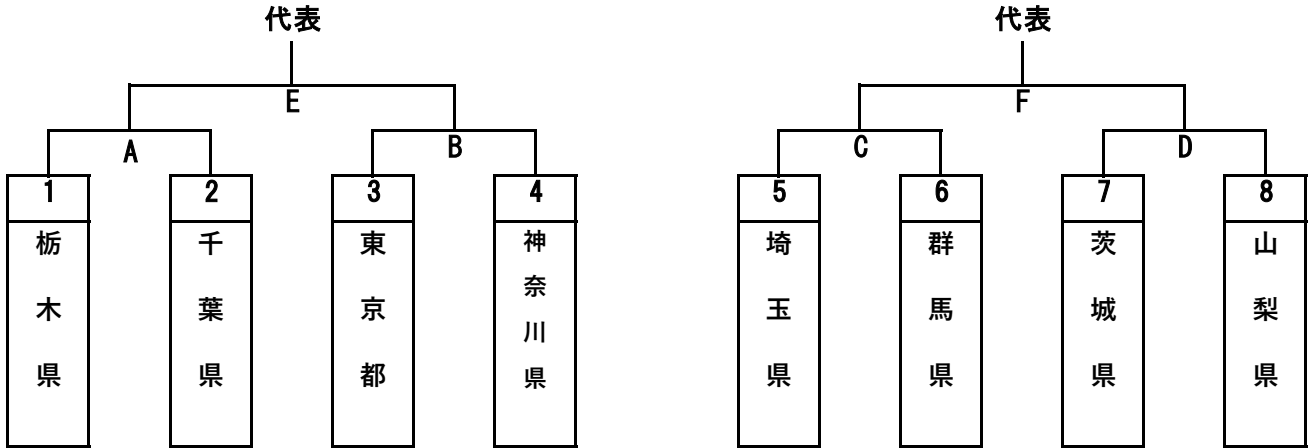 代表 代表
E F
A B C D
1 2 3 4 5 6 7 8
栃木県 千葉県 東京都 神奈川県 埼玉県 群馬県 茨城県 山梨県